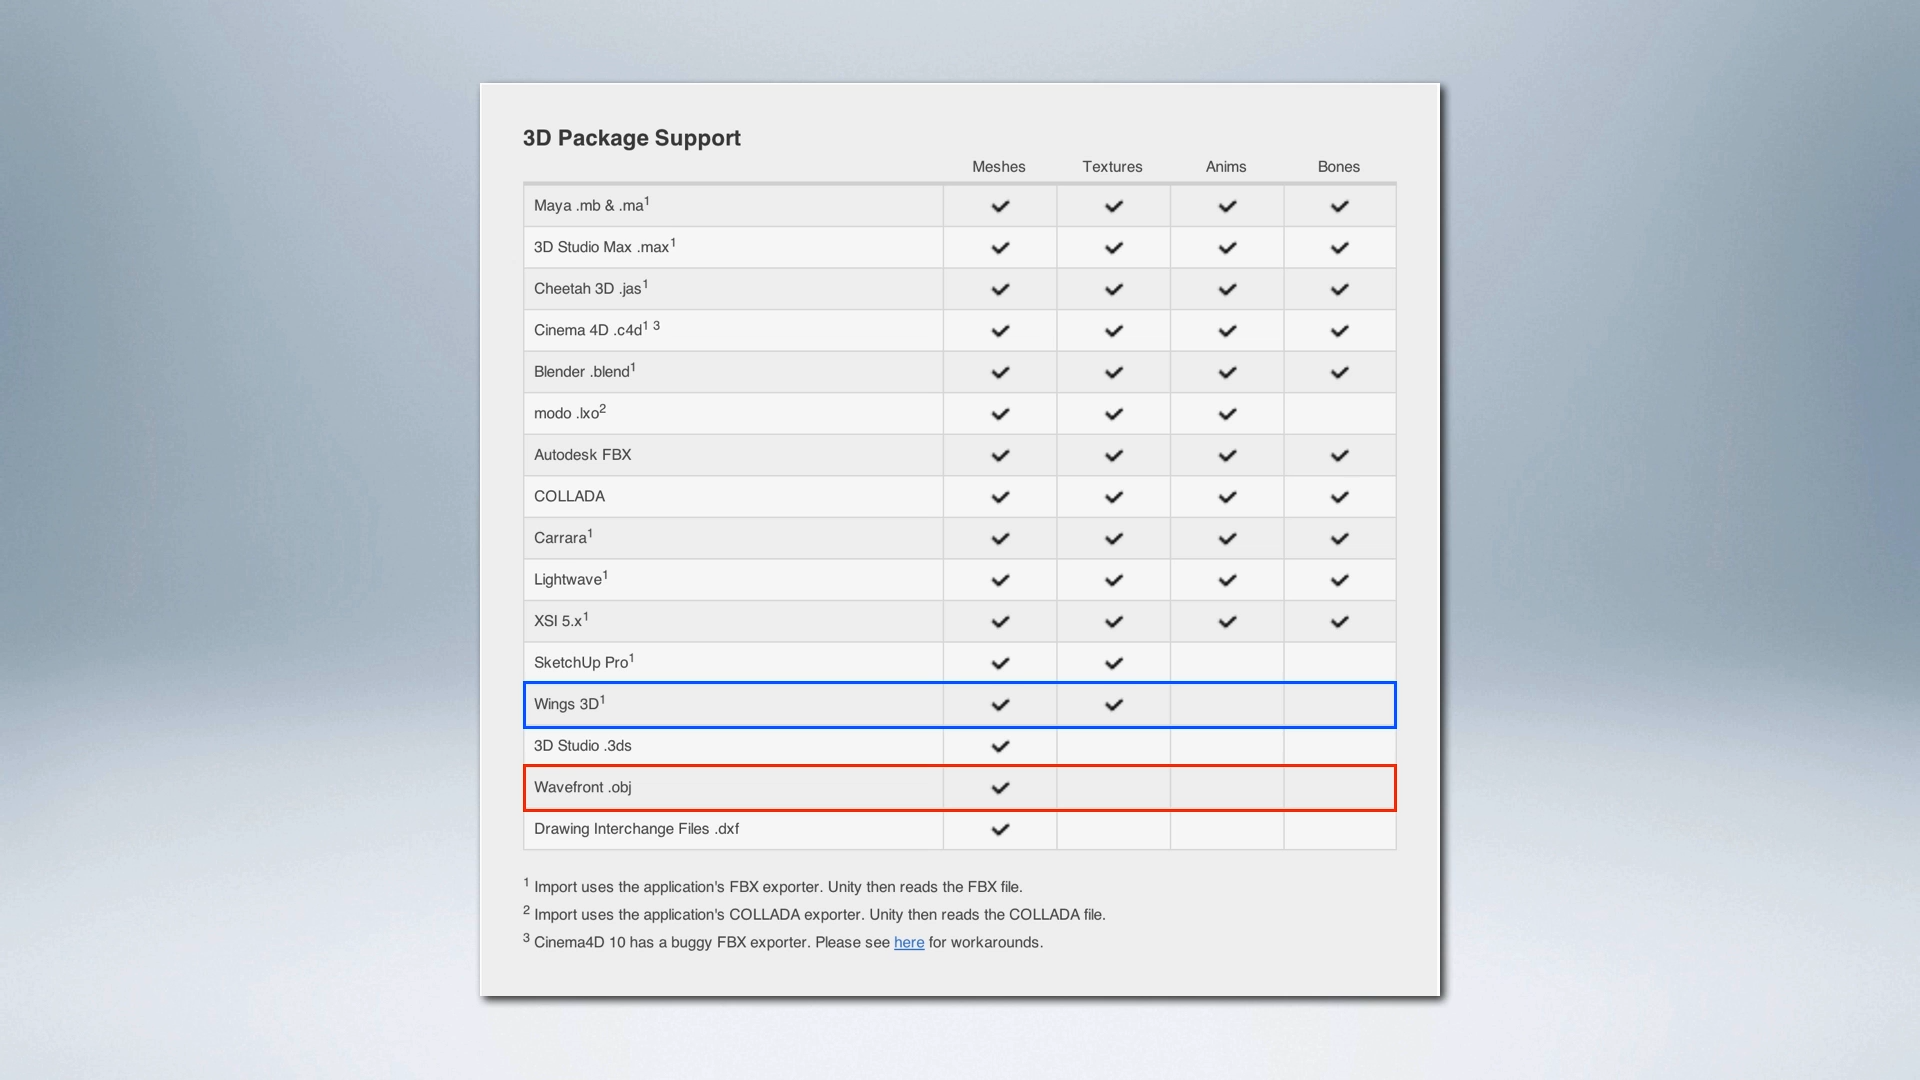 3D Package Support
Meshes Textures Anims Bones
Maya .mb & .ma1
3D Studio Max .max1
Cheetah 3D .jas1
Cinema 4D .c4d1 3
Blender .blend1
modo .lxo2
Autodesk FBX
COLLADA
Carrara1
Lightwave1
XSI 5.x1
SketchUp Pro1
Wings 3D1
3D Studio .3ds
Wavefront .obj
Drawing Interchange Files .dxf
1 Import uses the application's FBX exporter. Unity then reads the FBX file.
2 Import uses the application's COLLADA exporter. Unity then reads the COLLADA file.
3 Cinema4D 10 has a buggy FBX exporter. Please see here for workarounds.